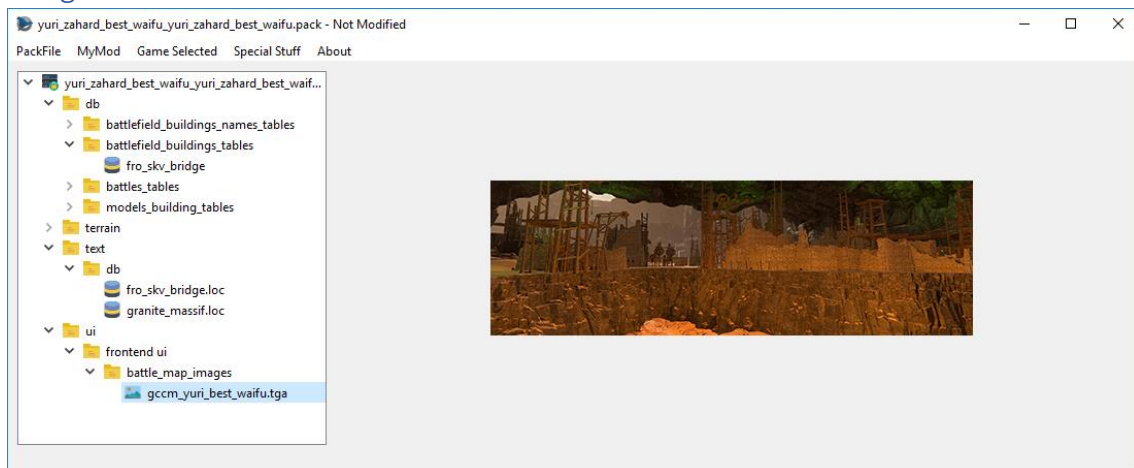 yuri_zahard_best_waifu_yuri_zahard_best_waifu.pack - Not Modified
PackFile MyMod Game Selected Special Stuff About
yuri_zahard_best_waifu_yuri_zahard_best_waif...
db
battlefield_buildings_names_tables
battlefield_buildings_tables
fro_skv_bridge
battles_tables
models_building_tables
terrain
text
db
fro_skv_bridge.loc
granite_massif.loc
ui
frontend ui
battle_map_images
gccm_yuri_best_waifu.tga